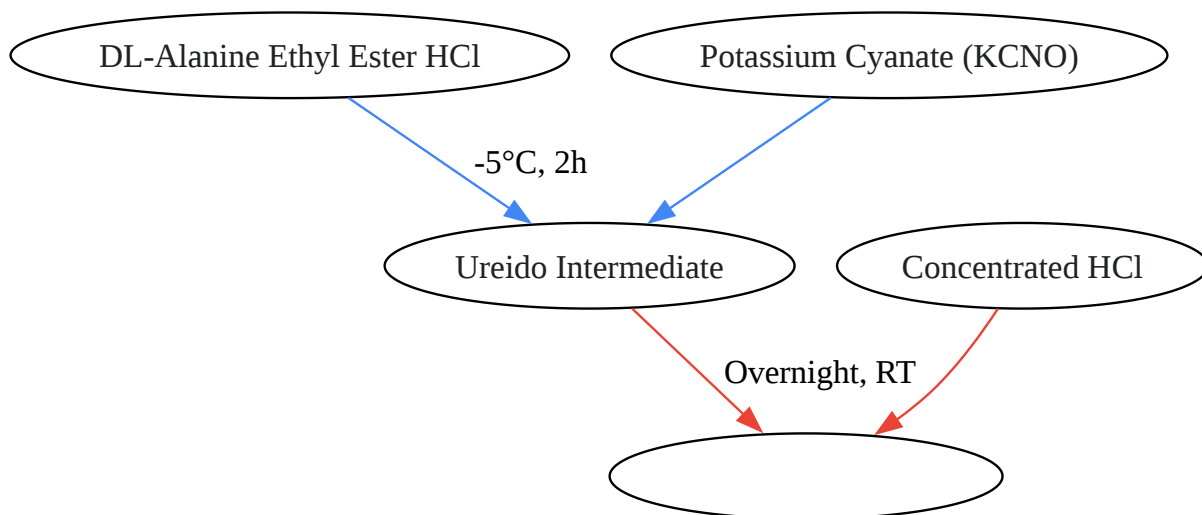 DL-Alanine Ethyl Ester HCl
Potassium Cyanate (KCNO)
-5°C, 2h
Ureido Intermediate
Concentrated HCl
Overnight, RT